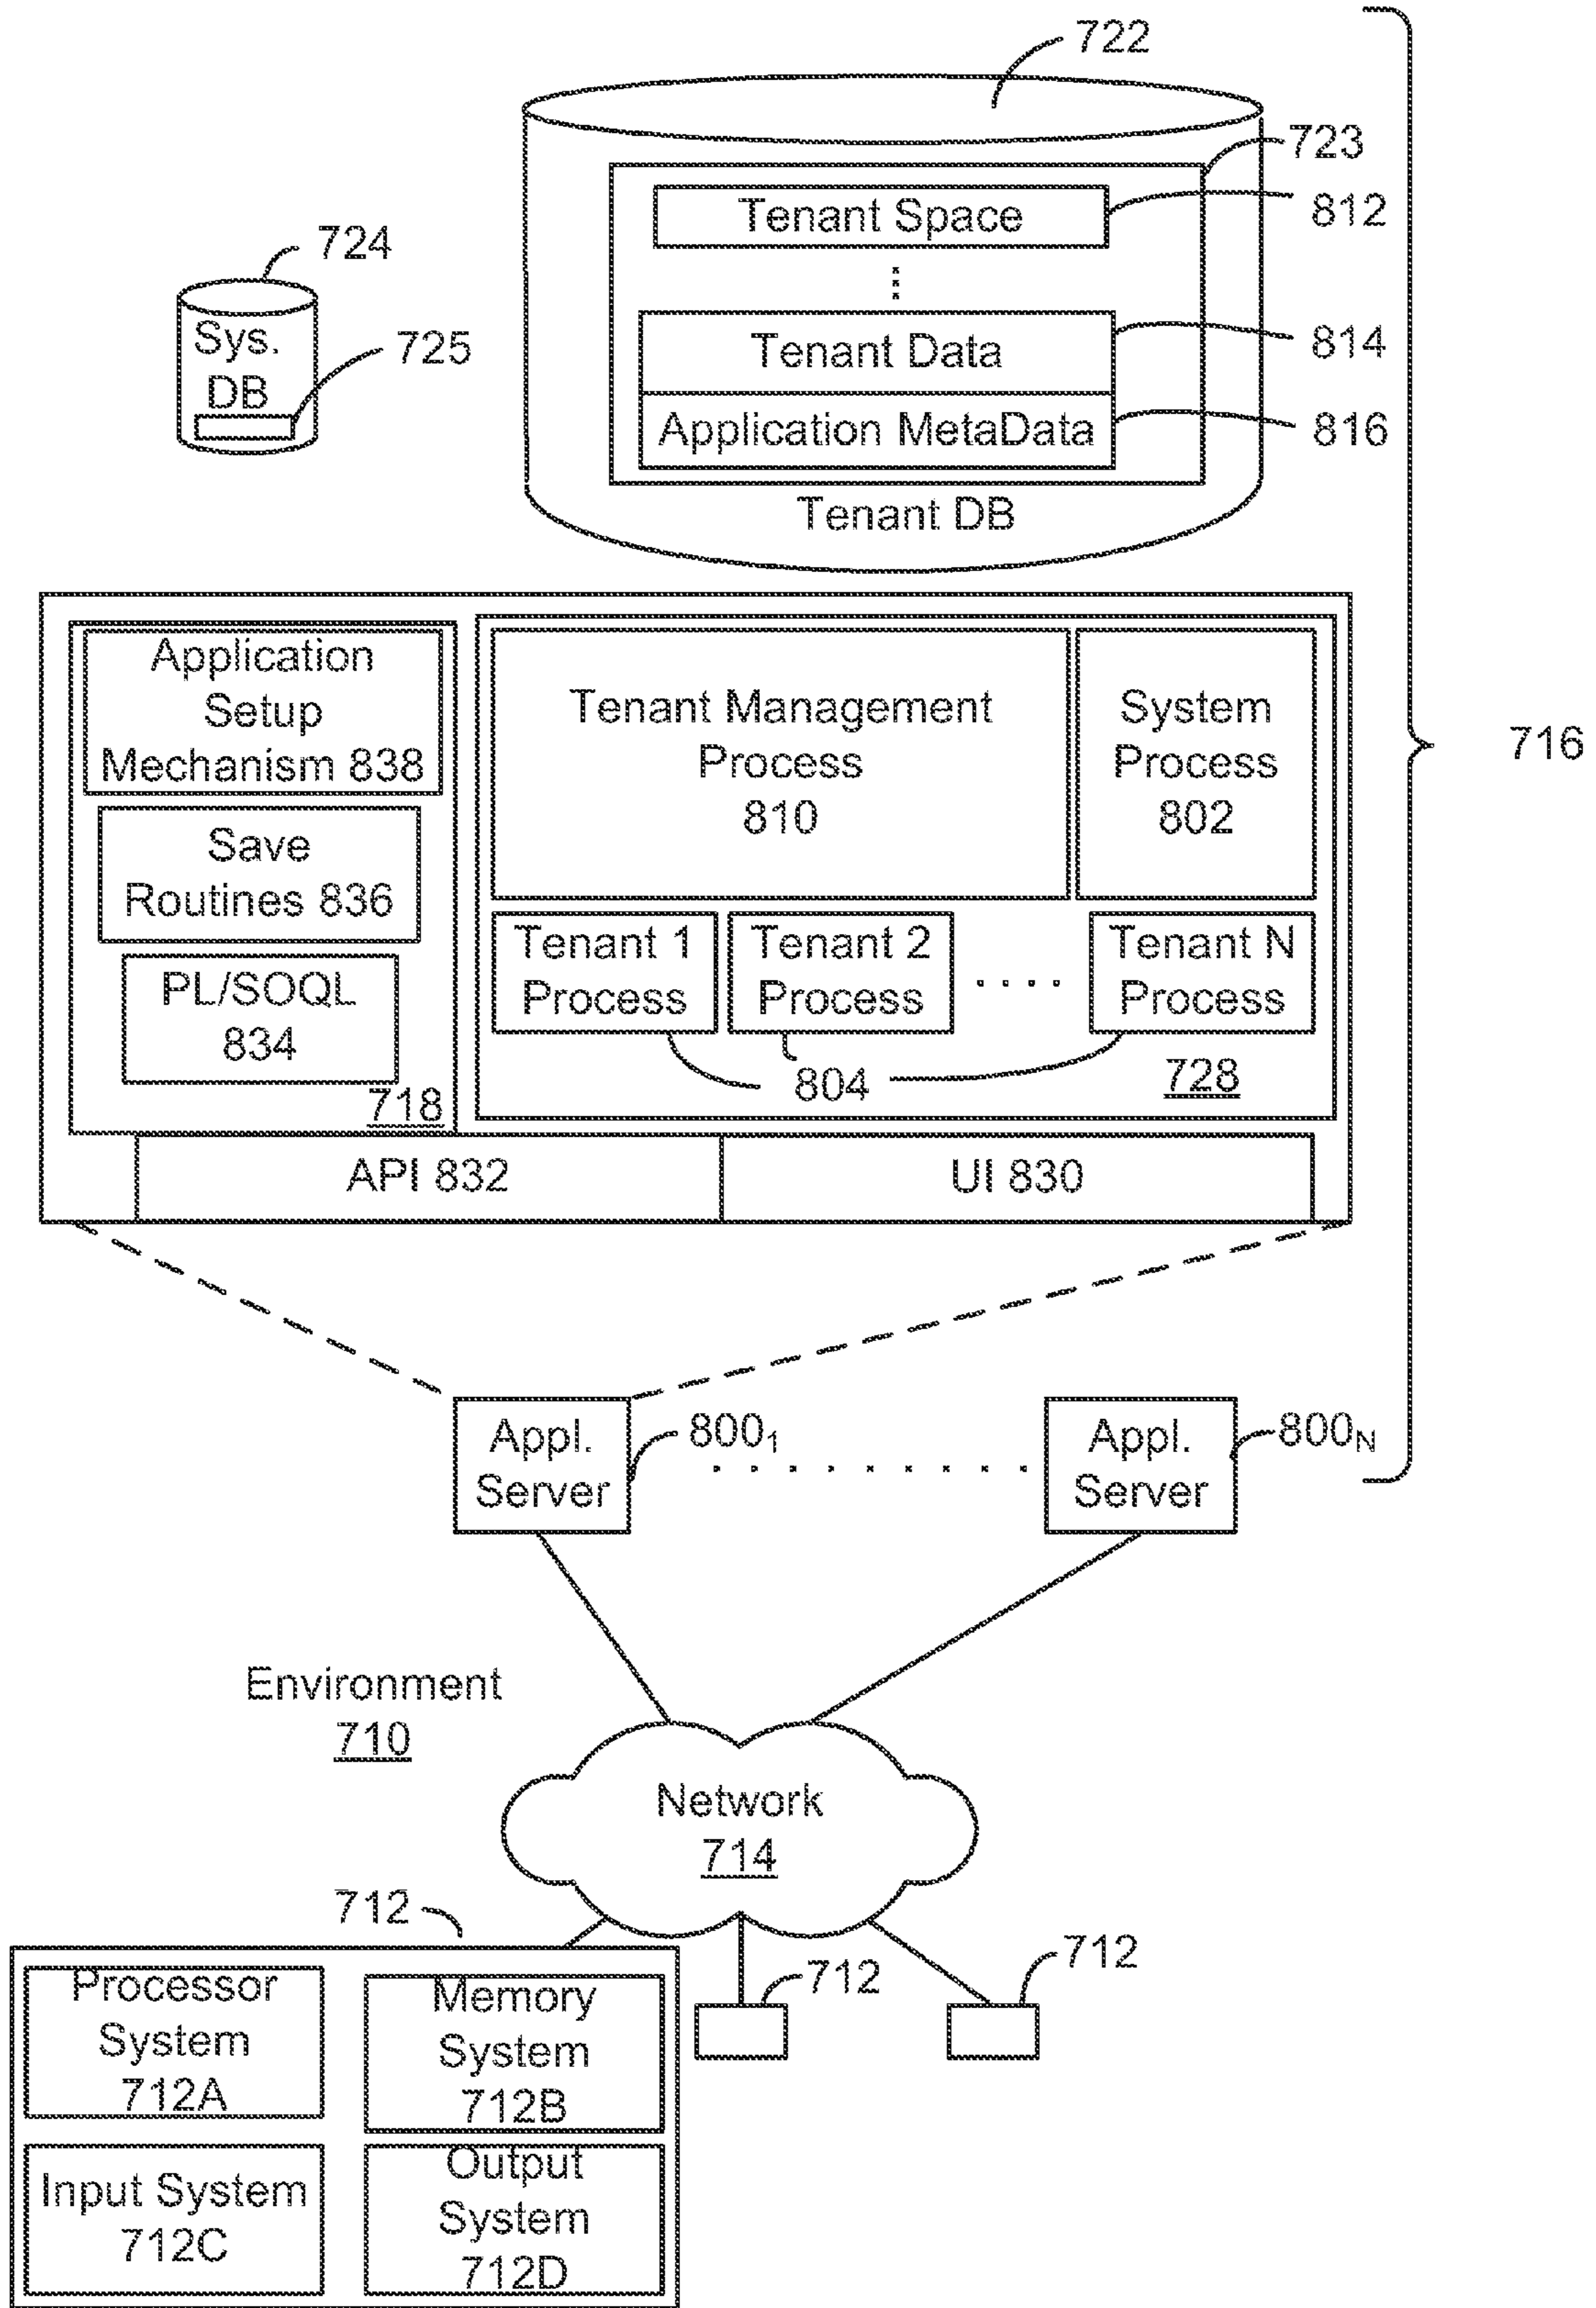 722
723
Tenant Space
812
724
Sys.
DB
725
Tenant Data
814
Application MetaData
816
Tenant DB
Application
Setup
Mechanism 838
Tenant Management
Process
810
System
Process
802
716
Save
Routines 836
Tenant 1
Process
Tenant 2
Process
Tenant N
Process
PL/SOQL
834
804
728
718
API 832
UI 830
Appl.
Server
800₁
Appl.
Server
800N
Environment
710
Network
714
712
Processor
System
712A
Memory
System
712B
712
712
Input System
712C
Output
System
712D